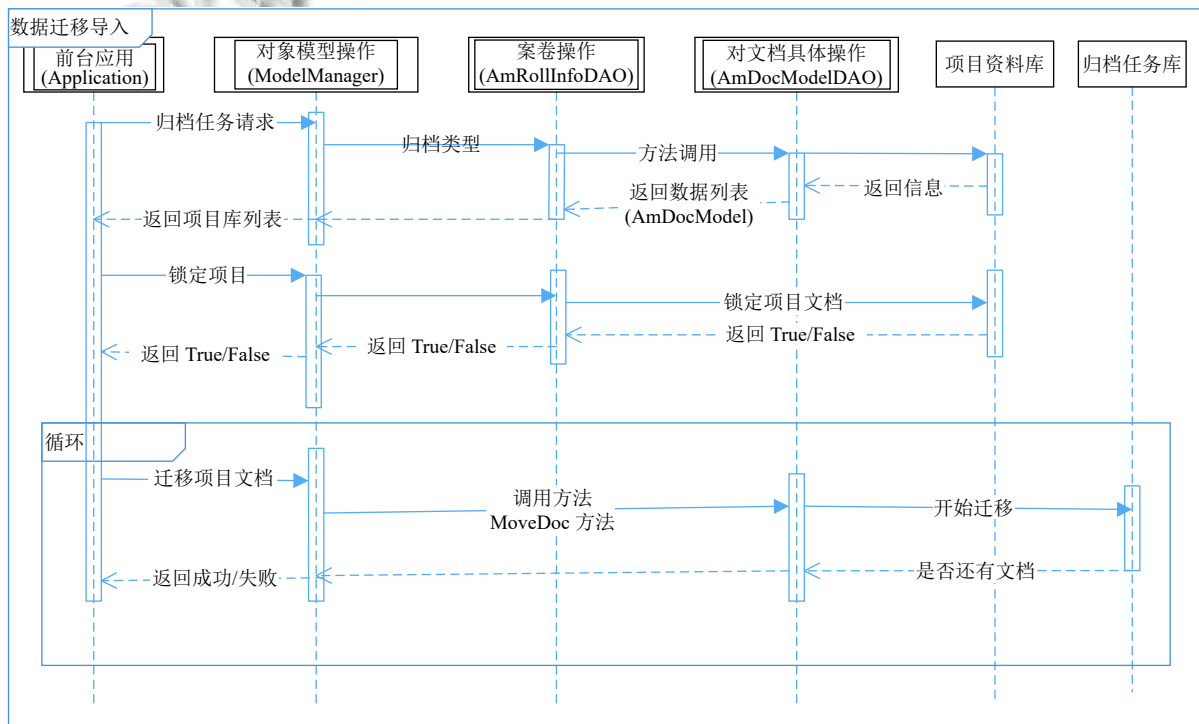 数据迁移导入
前台应用
(Application)
对象模型操作
(ModelManager)
案卷操作
(AmRollInfoDAO)
对文档具体操作
(AmDocModelDAO)
项目资料库
归档任务库
归档任务请求
归档类型
方法调用
返回信息
返回数据列表
(AmDocModel)
返回项目库列表
锁定项目
锁定项目文档
返回 True/False
返回 True/False
返回 True/False
循环
迁移项目文档
调用方法
MoveDoc 方法
开始迁移
是否还有文档
返回成功/失败